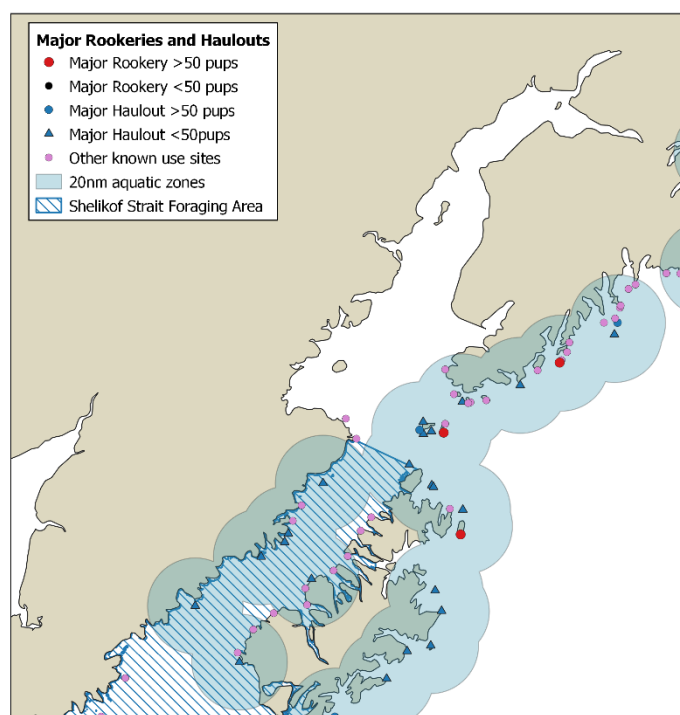 Major Rookeries and Haulouts
Major Rookery >50 pups
Major Rookery <50 pups
Major Haulout >50 pups
Major Haulout <50pups
Other known use sites
20nm aquatic zones
Shelikof Strait Foraging Area